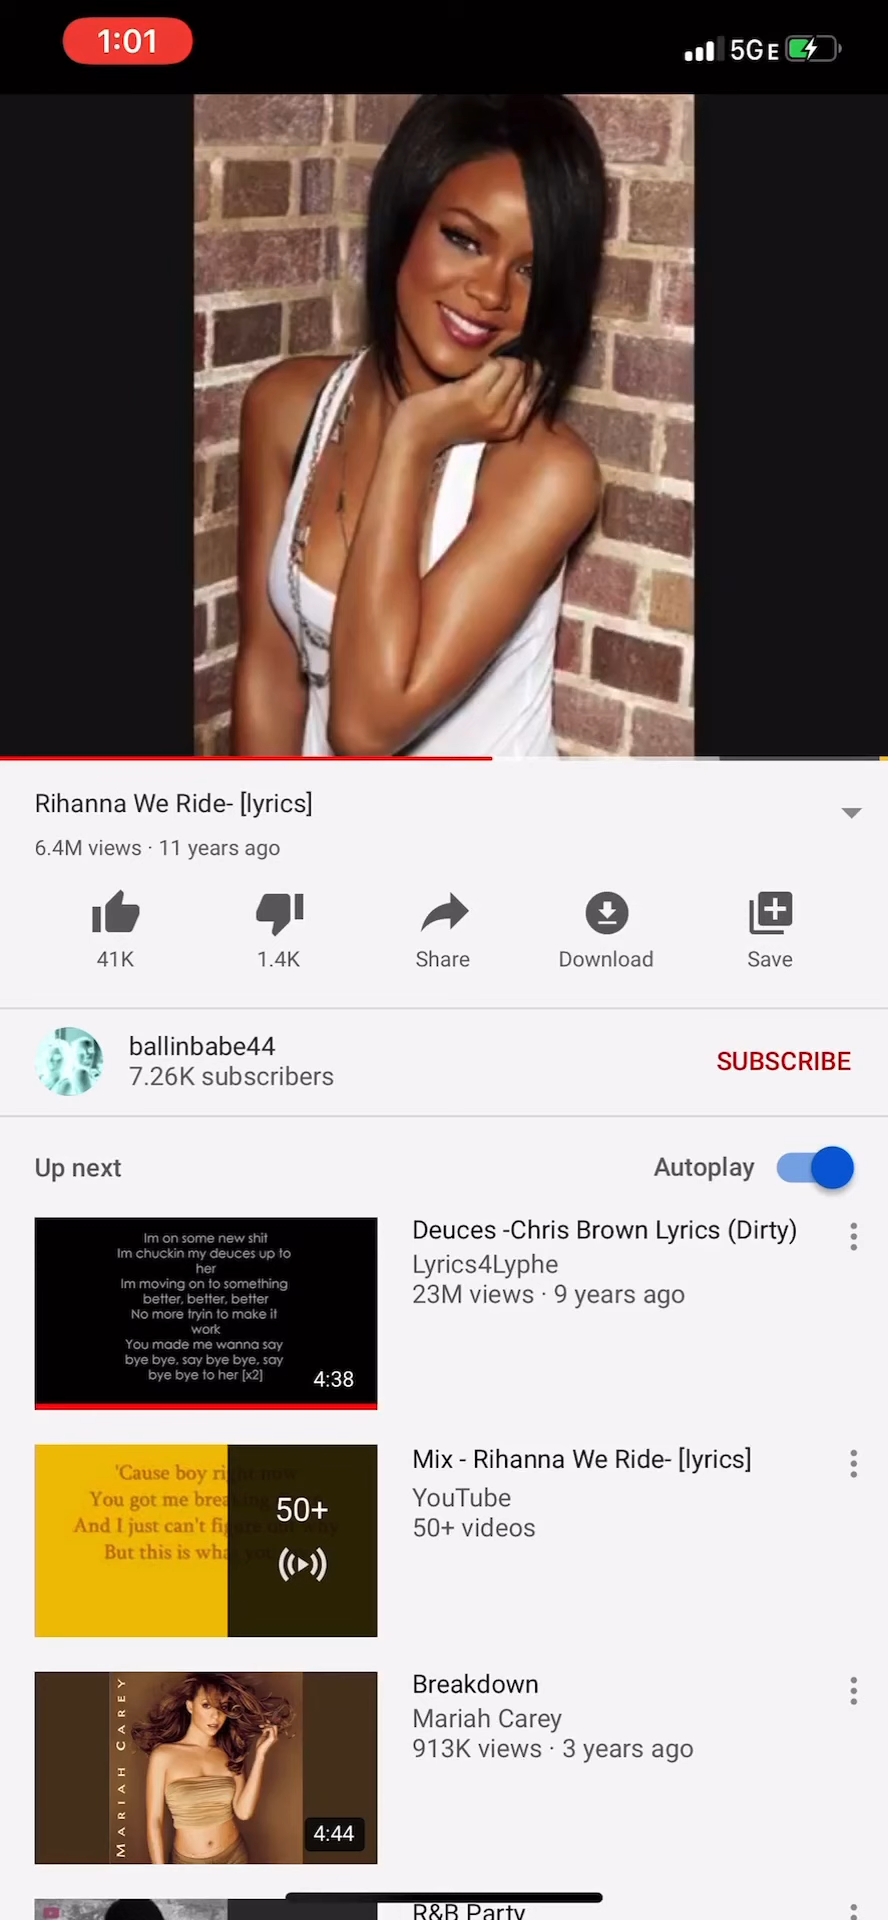 1:01
5GE
Rihanna We Ride- [lyrics]
6.4M views · 11 years ago
41K
1.4K
Share
Download
Save
ballinbabe44
7.26K subscribers
SUBSCRIBE
Up next
Autoplay
Im on some new shit
Im chuckin my deuces up to
her
Im moving on to something
better, better, better
No more tryin to make it
work
You made me wanna say
bye bye, say bye bye, say
bye bye to her [x2]
4:38
Deuces -Chris Brown Lyrics (Dirty)
Lyrics4Lyphe
23M views · 9 years ago
'Cause boy right now
You got me
And I just can't
But this is
50+
Mix - Rihanna We Ride- [lyrics]
YouTube
50+ videos
MARIAH CAREY
4:44
Breakdown
Mariah Carey
913K views · 3 years ago
R&B Party